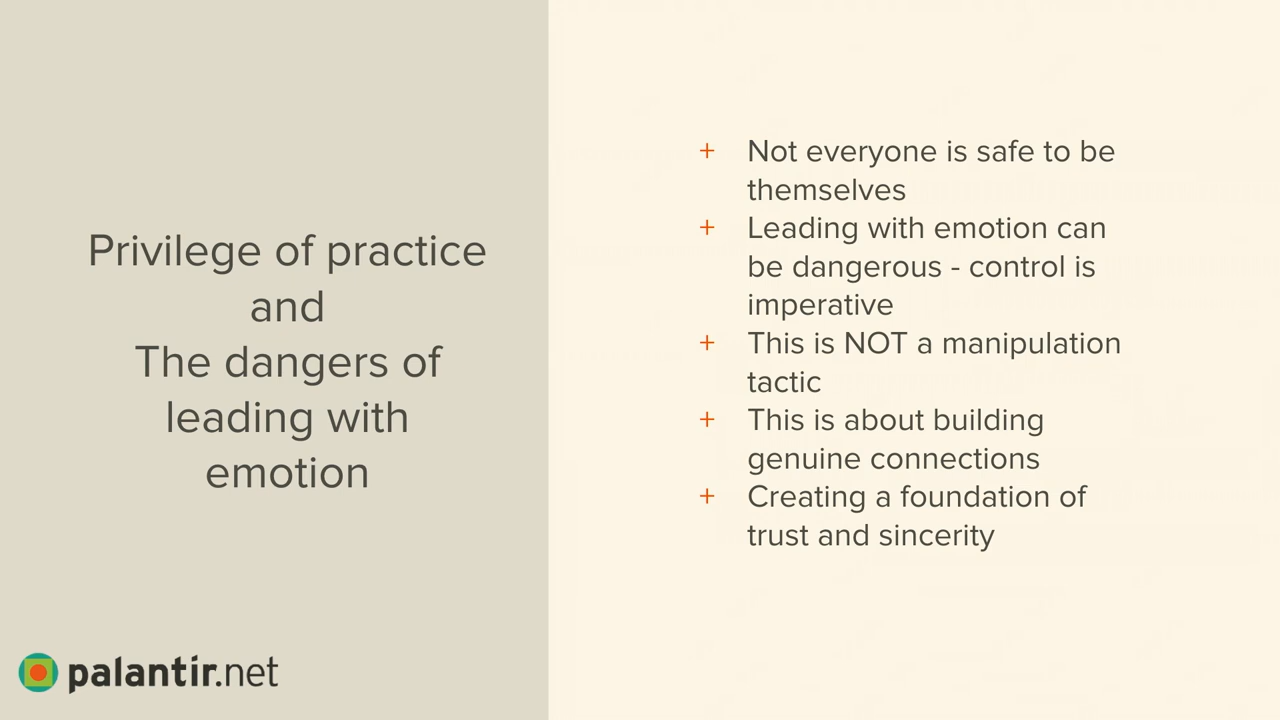 Privilege of practice
and
The dangers of
leading with
emotion
+ Not everyone is safe to be
themselves
+ Leading with emotion can
be dangerous - control is
imperative
+ This is NOT a manipulation
tactic
+ This is about building
genuine connections
+ Creating a foundation of
trust and sincerity
palantir.net